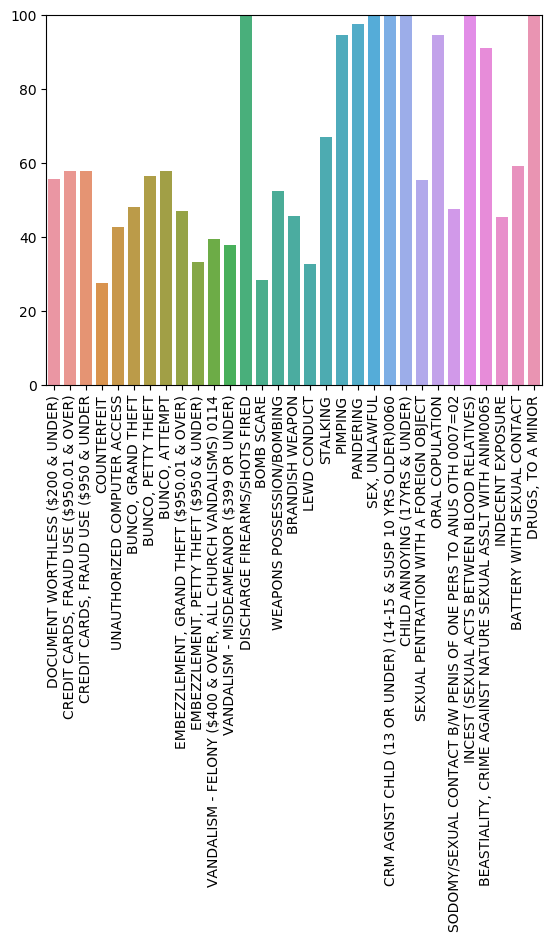 100
80
60
40
20
0
DOCUMENT WORTHLESS ($200 & UNDER)
CREDIT CARDS, FRAUD USE ($950.01 & OVER)
CREDIT CARDS, FRAUD USE ($950 & UNDER
COUNTERFEIT
UNAUTHORIZED COMPUTER ACCESS
BUNCO, GRAND THEFT
BUNCO, PETTY THEFT
BUNCO, ATTEMPT
EMBEZZLEMENT, GRAND THEFT ($950.01 & OVER)
EMBEZZLEMENT, PETTY THEFT ($950 & UNDER)
VANDALISM - FELONY ($400 & OVER, ALL CHURCH VANDALISMS) 0114
VANDALISM - MISDEAMEANOR ($399 OR UNDER)
DISCHARGE FIREARMS/SHOTS FIRED
BOMB SCARE
WEAPONS POSSESSION/BOMBING
BRANDISH WEAPON
LEWD CONDUCT
STALKING
PIMPING
PANDERING
SEX, UNLAWFUL
CRM AGNST CHLD (13 OR UNDER) (14-15 & SUSP 10 YRS OLDER)0060
CHILD ANNOYING (17YRS & UNDER)
SEXUAL PENTRATION WITH A FOREIGN OBJECT
ORAL COPULATION
SODOMY/SEXUAL CONTACT B/W PENIS OF ONE PERS TO ANUS OTH 0007=02
INCEST (SEXUAL ACTS BETWEEN BLOOD RELATIVES)
BEASTIALITY, CRIME AGAINST NATURE SEXUAL ASSLT WITH ANIM0065
INDECENT EXPOSURE
BATTERY WITH SEXUAL CONTACT
DRUGS, TO A MINOR